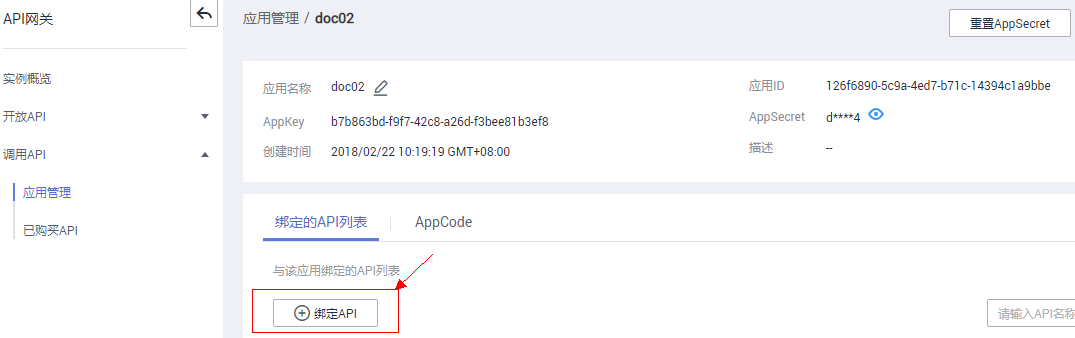 API网关
实例概览
开放API
调用API
应用管理
已购买API
应用管理 / doc02
重置AppSecret
应用名称 doc02
应用ID 126f6890-5c9a-4ed7-b71c-14394c1a9bbe
AppKey b7b863bd-f9f7-42c8-a26d-f3bee81b3ef8
AppSecret d****4
创建时间 2018/02/22 10:19:19 GMT+08:00
描述 --
绑定的API列表 AppCode
与该应用绑定的API列表
绑定API
请输入API名称